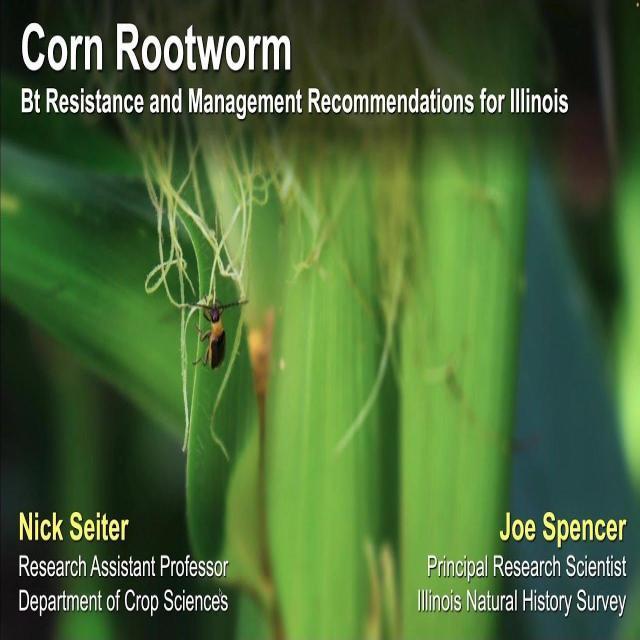 Corn Rootworm
Bt Resistance and Management Recommendations for Illinois
Nick Seiter
Research Assistant Professor
Department of Crop Sciences
Joe Spencer
Principal Research Scientist
Illinois Natural History Survey